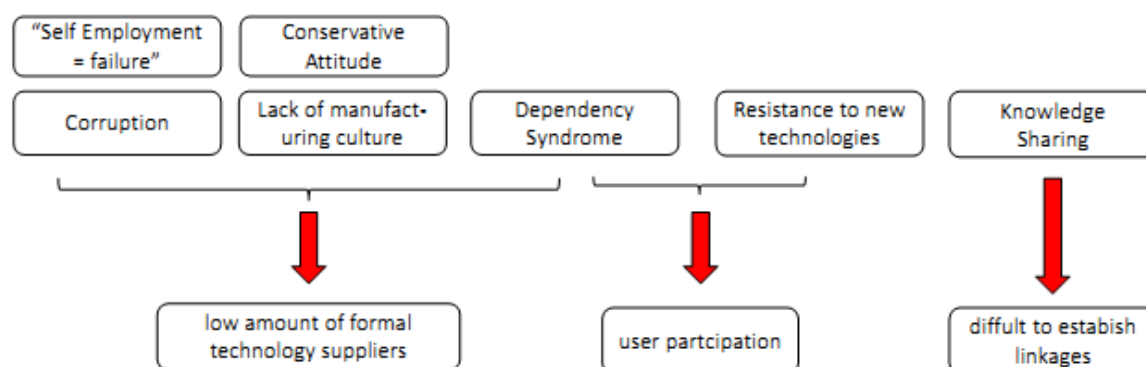 "Self Employment
= failure"
Conservative
Attitude
Corruption
Lack of manufact-
uring culture
Dependency
Syndrome
Resistance to new
technologies
Knowledge
Sharing
low amount of formal
technology suppliers
user partcipation
diffult to estabish
linkages